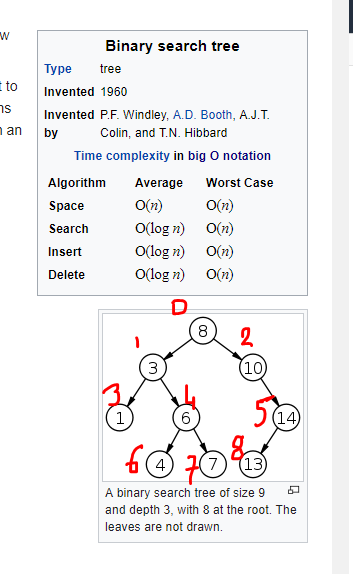 w
t to
ns
n an
Binary search tree
Type tree
Invented 1960
Invented P.F. Windley, A.D. Booth, A.J.T.
by Colin, and T.N. Hibbard
Time complexity in big O notation
Algorithm Average Worst Case
Space O(n) O(n)
Search O(log n) O(n)
Insert O(log n) O(n)
Delete O(log n) O(n)
0
8
1 2
3 10
3 4 5
1 6 14
6 7 8
4 7 13
A binary search tree of size 9
and depth 3, with 8 at the root. The
leaves are not drawn.